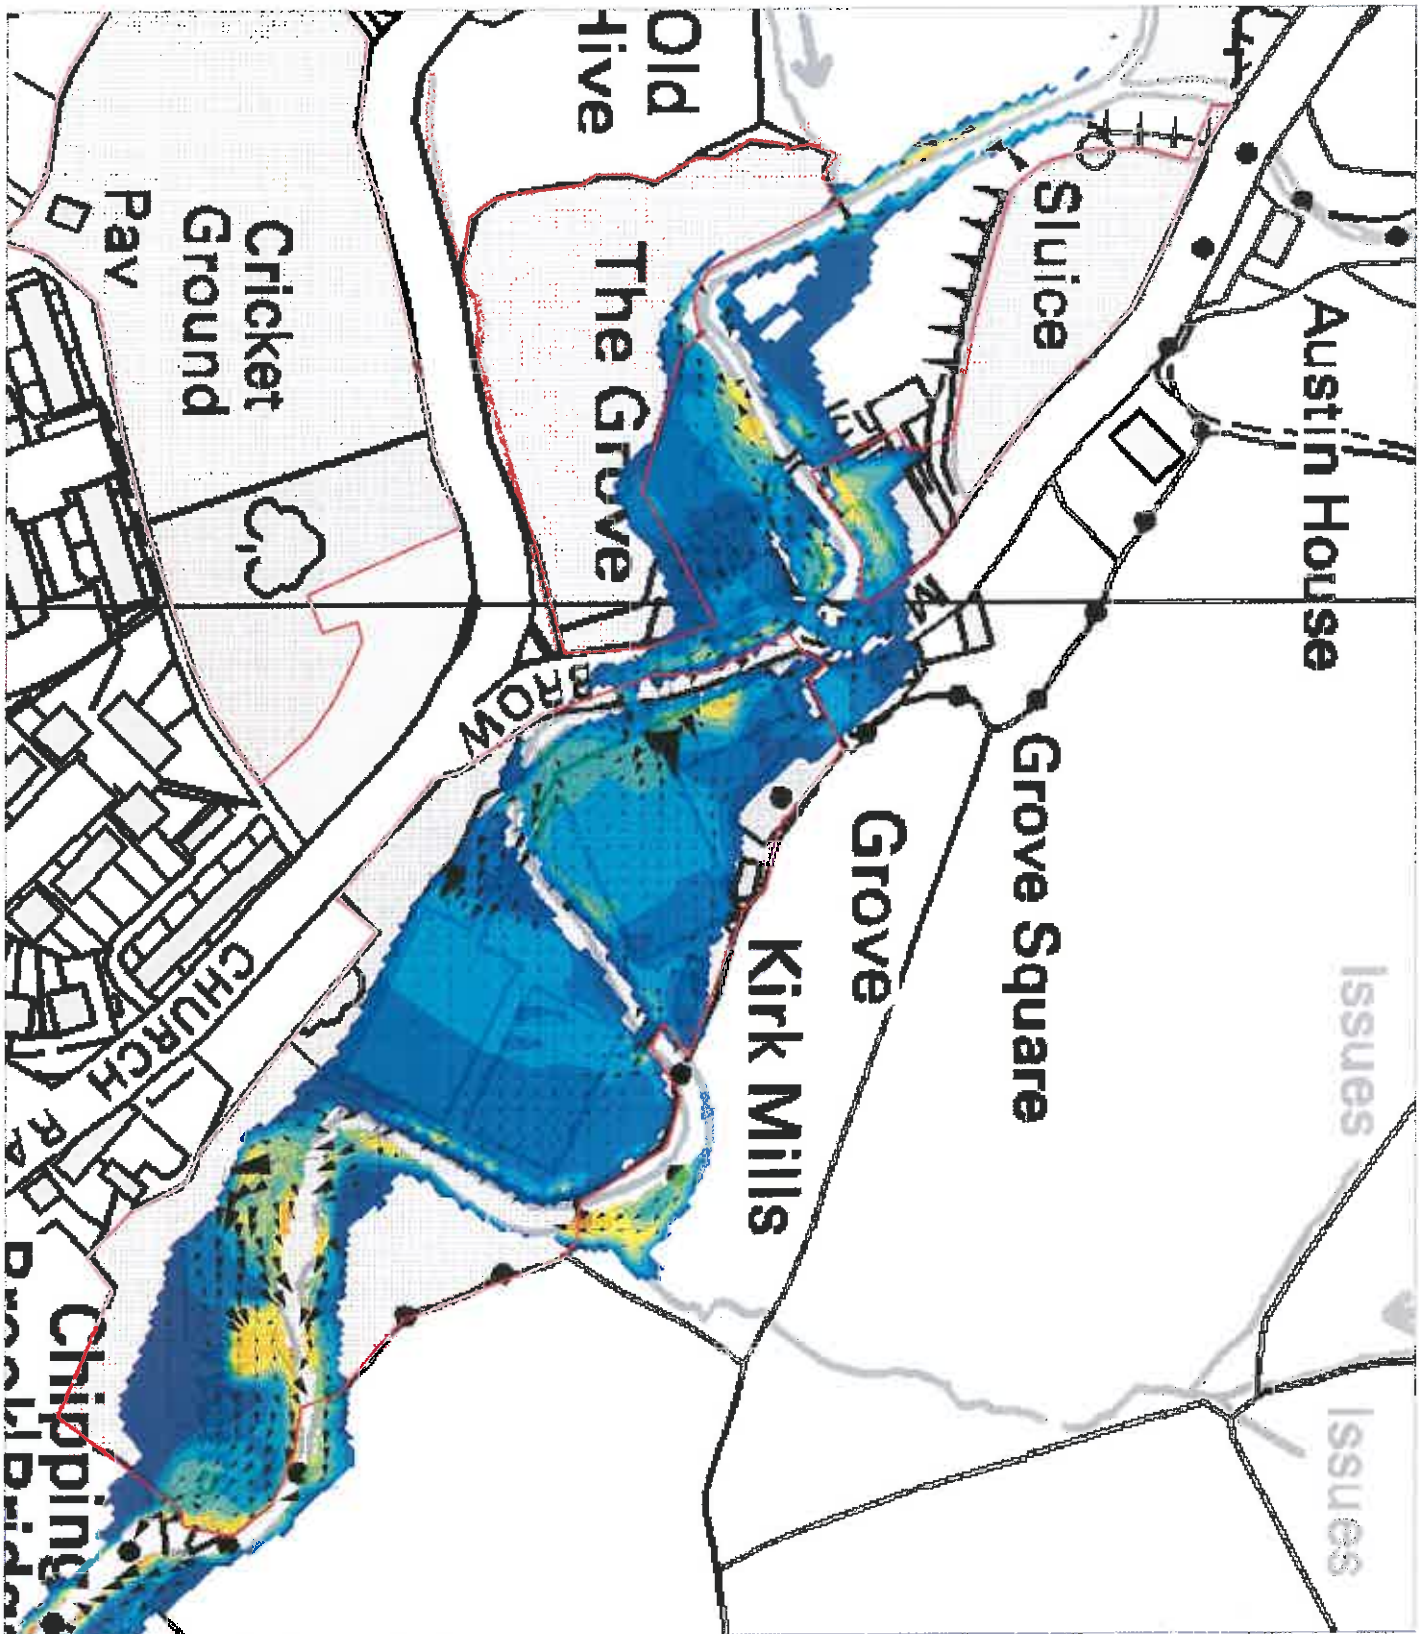 Austin House
Issues
Issues
Grove Square
Sluice
Grove
Kirk Mills
Old
Hive
The Grove
M
BROW
Cricket
Ground
Pav
CHURCH
Chipping